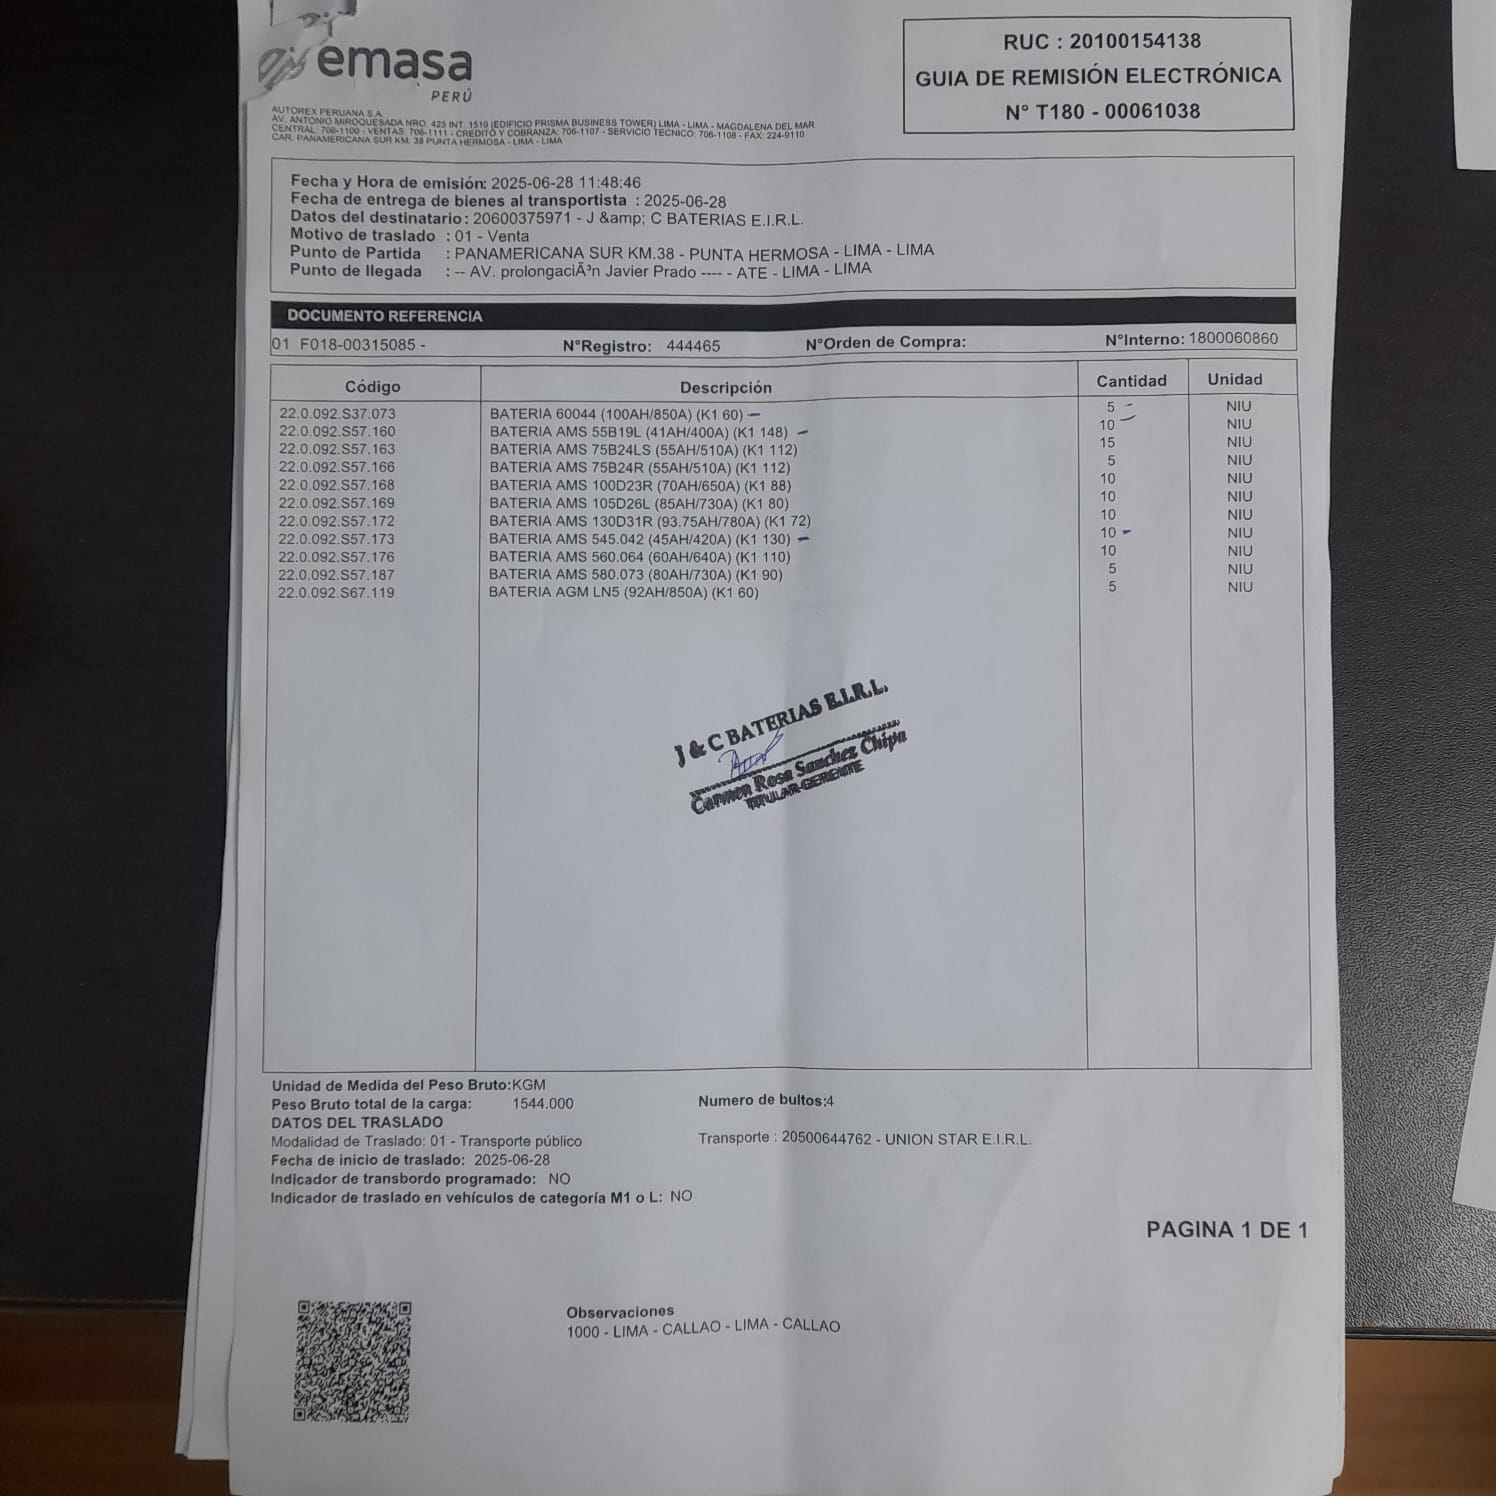 emasa
PERÚ
AUTOREX PERUANA S.A.
AV. ANTONIO MIROQUESADA NRO. 425 INT. 1510 (EDIFICIO PRISMA BUSINESS TOWER) LIMA - LIMA - MAGDALENA DEL MAR
CENTRAL: 706-1100 - VENTAS: 706-1111 - CREDITO Y COBRANZA: 706-1107 - SERVICIO TECNICO: 706-1108 - FAX: 224-9110
CAR. PANAMERICANA SUR KM. 38 PUNTA HERMOSA - LIMA - LIMA
RUC : 20100154138
GUIA DE REMISIÓN ELECTRÓNICA
N° T180 - 00061038
Fecha y Hora de emisión: 2025-06-28 11:48:46
Fecha de entrega de bienes al transportista : 2025-06-28
Datos del destinatario : 20600375971 - J &amp; C BATERIAS E.I.R.L.
Motivo de traslado : 01 - Venta
Punto de Partida : PANAMERICANA SUR KM.38 - PUNTA HERMOSA - LIMA - LIMA
Punto de llegada : -- AV. prolongaciÃ³n Javier Prado ---- - ATE - LIMA - LIMA
DOCUMENTO REFERENCIA
01 F018-00315085 - N°Registro: 444465 N°Orden de Compra: N°Interno: 1800060860
Código Descripción Cantidad Unidad
22.0.092.S37.073 BATERIA 60044 (100AH/850A) (K1 60) 5 NIU
22.0.092.S57.160 BATERIA AMS 55B19L (41AH/400A) (K1 148) 10 NIU
22.0.092.S57.163 BATERIA AMS 75B24LS (55AH/510A) (K1 112) 15 NIU
22.0.092.S57.166 BATERIA AMS 75B24R (55AH/510A) (K1 112) 5 NIU
22.0.092.S57.168 BATERIA AMS 100D23R (70AH/650A) (K1 88) 10 NIU
22.0.092.S57.169 BATERIA AMS 105D26L (85AH/730A) (K1 80) 10 NIU
22.0.092.S57.172 BATERIA AMS 130D31R (93.75AH/780A) (K1 72) 10 NIU
22.0.092.S57.173 BATERIA AMS 545.042 (45AH/420A) (K1 130) 10 NIU
22.0.092.S57.176 BATERIA AMS 560.064 (60AH/640A) (K1 110) 10 NIU
22.0.092.S57.187 BATERIA AMS 580.073 (80AH/730A) (K1 90) 5 NIU
22.0.092.S67.119 BATERIA AGM LN5 (92AH/850A) (K1 60) 5 NIU
J & C BATERIAS E.I.R.L.
Carmen Rosa Sanchez Chipa
TITULAR-GERENTE
Unidad de Medida del Peso Bruto:KGM
Peso Bruto total de la carga: 1544.000 Numero de bultos:4
DATOS DEL TRASLADO
Modalidad de Traslado: 01 - Transporte público Transporte : 20500644762 - UNION STAR E.I.R.L.
Fecha de inicio de traslado: 2025-06-28
Indicador de transbordo programado: NO
Indicador de traslado en vehículos de categoría M1 o L: NO
PAGINA 1 DE 1
Observaciones
1000 - LIMA - CALLAO - LIMA - CALLAO